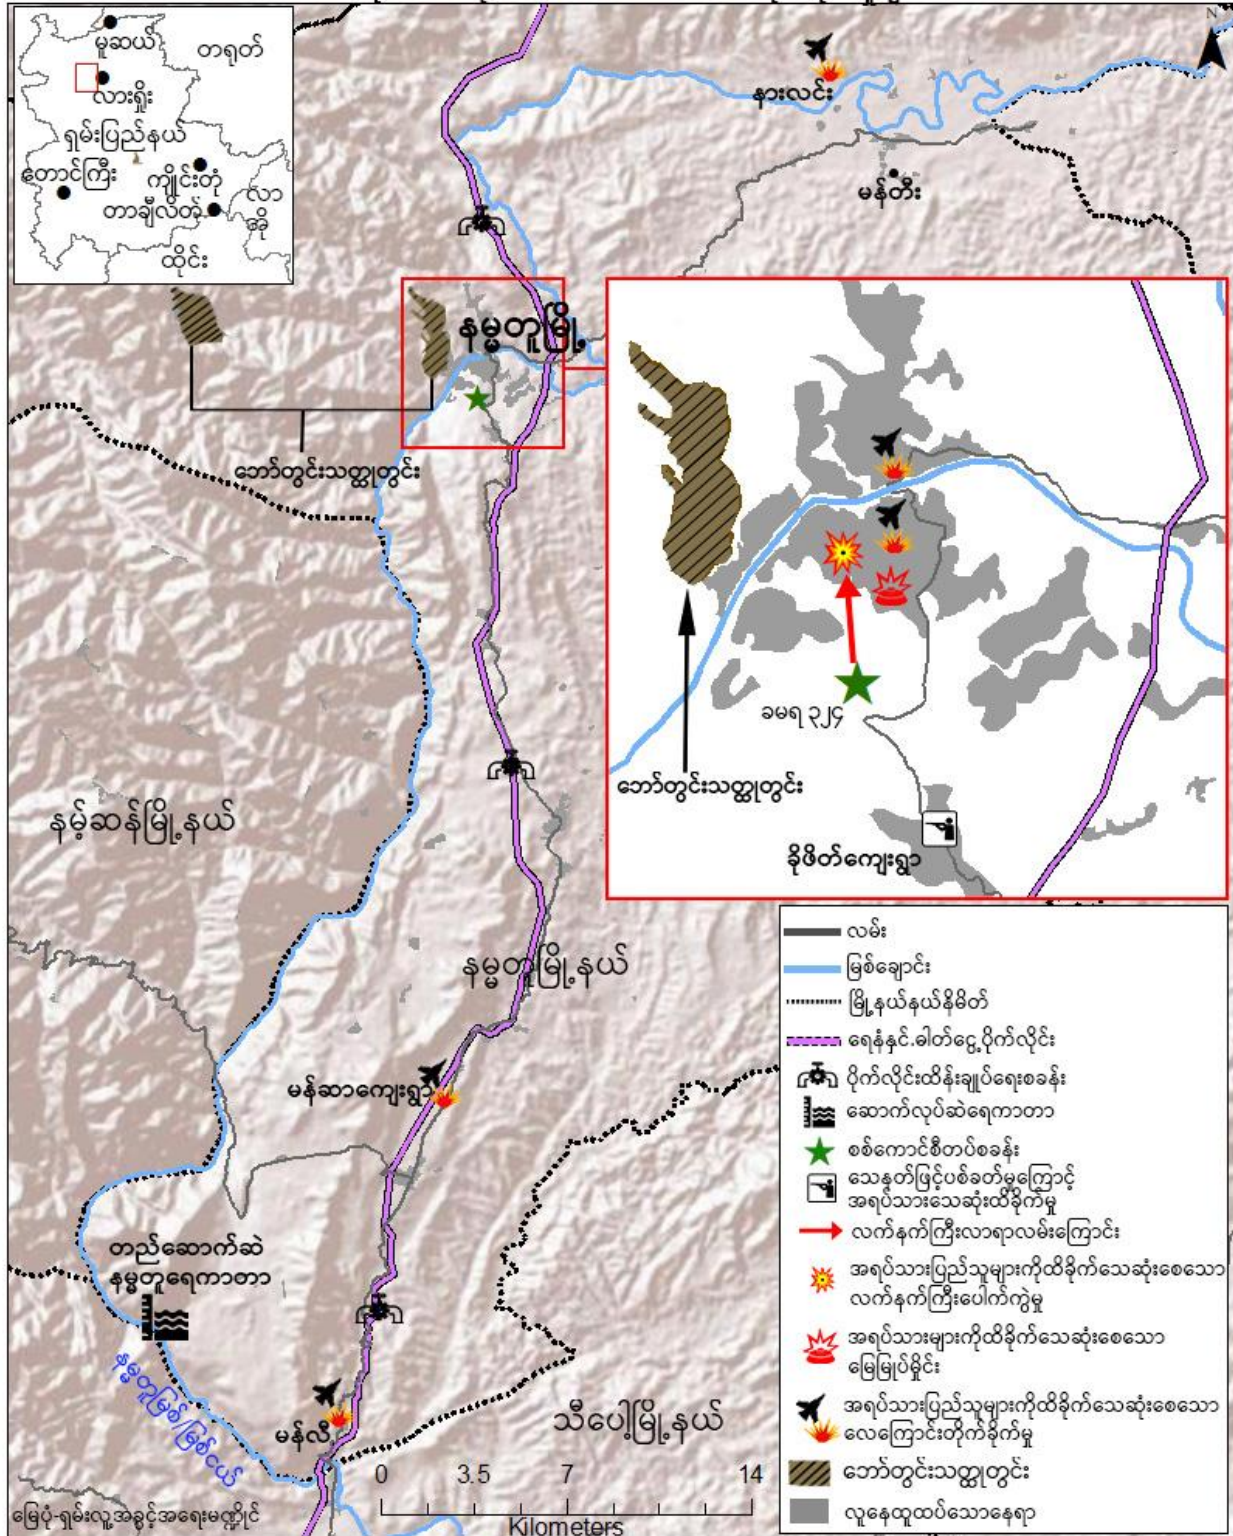 မူဆယ်
တရုတ်
လားရှိုး
ရှမ်းပြည်နယ်
တောင်ကြီး
ကျိုင်းတုံ
လာ
အို
တာချီလိတ်
ထိုင်း
N
နားလင်း
မန်တီး
နမ္မတူမြို့
ဘော်တွင်းသတ္ထုတွင်း
ခမရ ၃၂၄
ဘော်တွင်းသတ္ထုတွင်း
ခိုဖိတ်ကျေးရွာ
နမ့်ဆန်မြို့နယ်
နမ္မတူမြို့နယ်
မန်ဆာကျေးရွာ
တည်ဆောက်ဆဲ
နမ္မတူရေကာတာ
နမ္မတူမြစ်/မြစ်ငယ်
မန်လီ
သီပေါ့မြို့နယ်
0 3.5 7 14
Kilometers
မြေပုံ-ရှမ်းလူ့အခွင့်အရေးမဏ္ဍိုင်
လမ်း
မြစ်ချောင်း
မြို့နယ်နယ်နိမိတ်
ရေနံနှင့်ဓါတ်ငွေ့ပိုက်လိုင်း
ပိုက်လိုင်းထိန်းချုပ်ရေးစခန်း
ဆောက်လုပ်ဆဲရေကာတာ
စစ်ကောင်စီတပ်စခန်း
သေနတ်ဖြင့်ပစ်ခတ်မှုကြောင့်
အရပ်သားသေဆုံးထိခိုက်မှု
လက်နက်ကြီးလာရာလမ်းကြောင်း
အရပ်သားပြည်သူများကိုထိခိုက်သေဆုံးစေသော
လက်နက်ကြီးပေါက်ကွဲမှု
အရပ်သားများကိုထိခိုက်သေဆုံးစေသော
မြေမြှုပ်မိုင်း
အရပ်သားပြည်သူများကိုထိခိုက်သေဆုံးစေသော
လေကြောင်းတိုက်ခိုက်မှု
ဘော်တွင်းသတ္ထုတွင်း
လူနေထူထပ်သောနေရာ